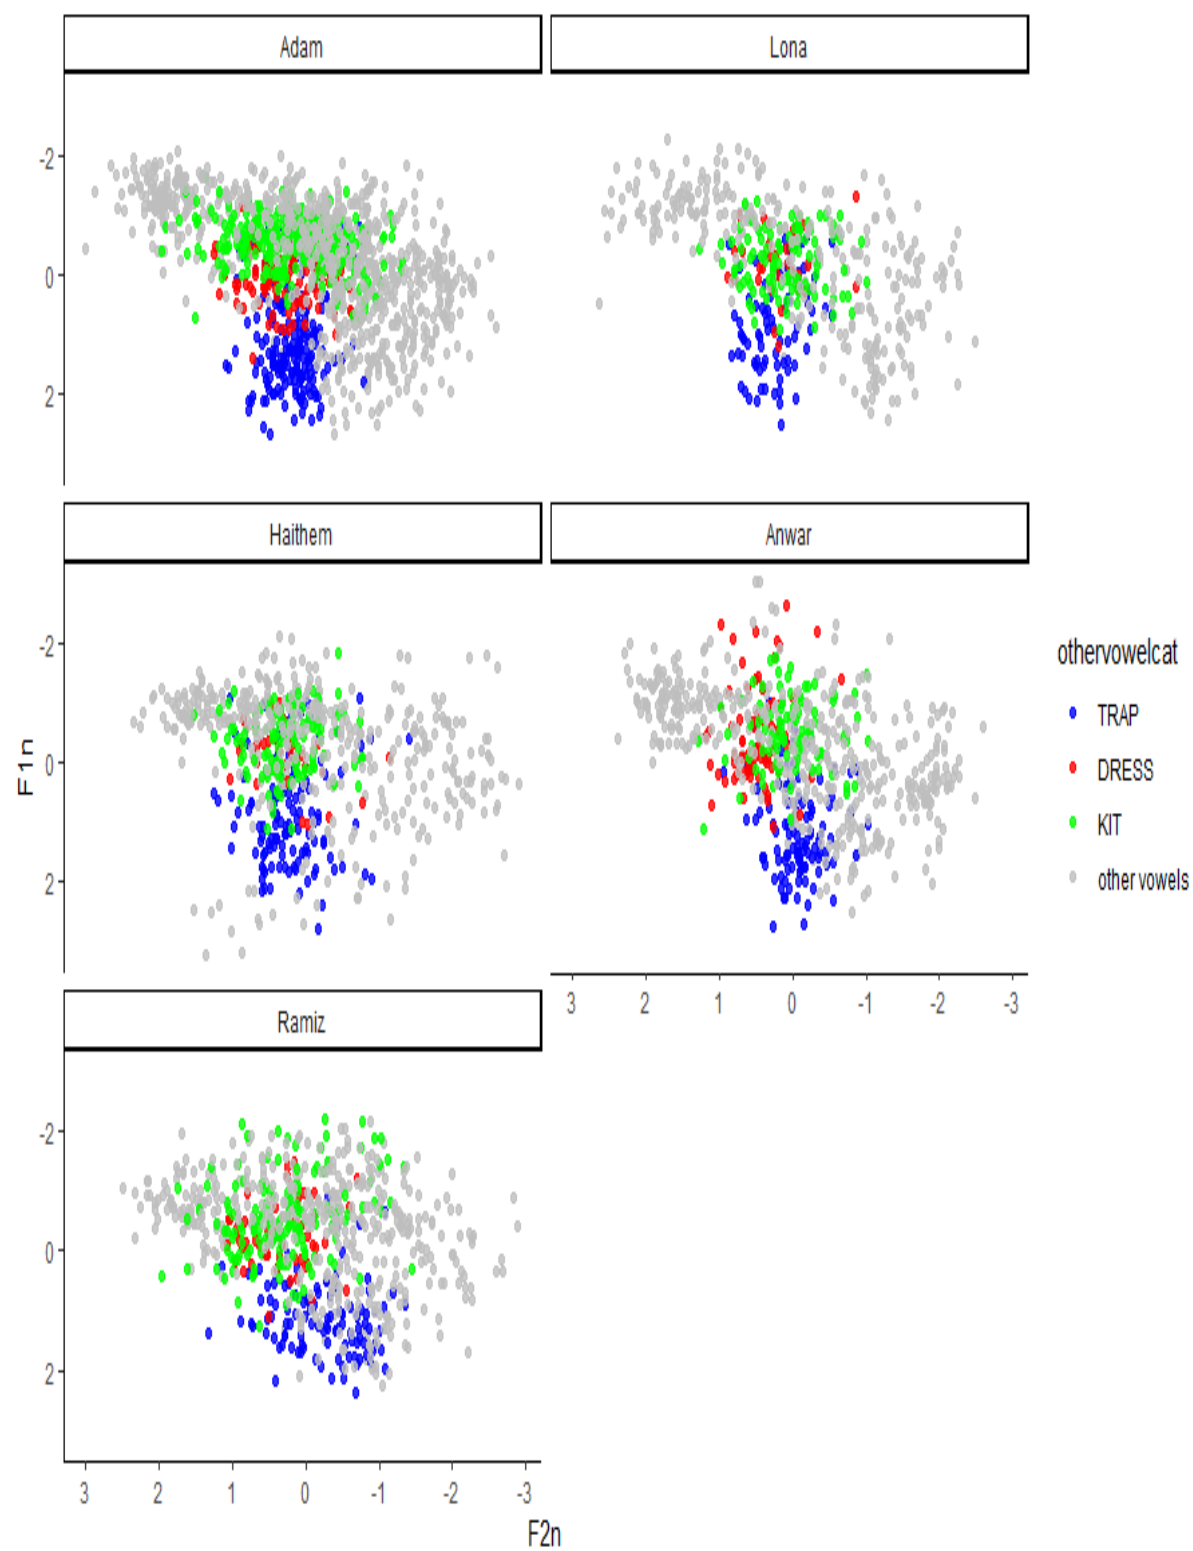 Adam
Lona
-2
0
2
Haithem
Anwar
-2
0
2
F1n
3 2 1 0 -1 -2 -3
othervowelcat
TRAP
DRESS
KIT
other vowels
Ramiz
-2
0
2
3 2 1 0 -1 -2 -3
F2n